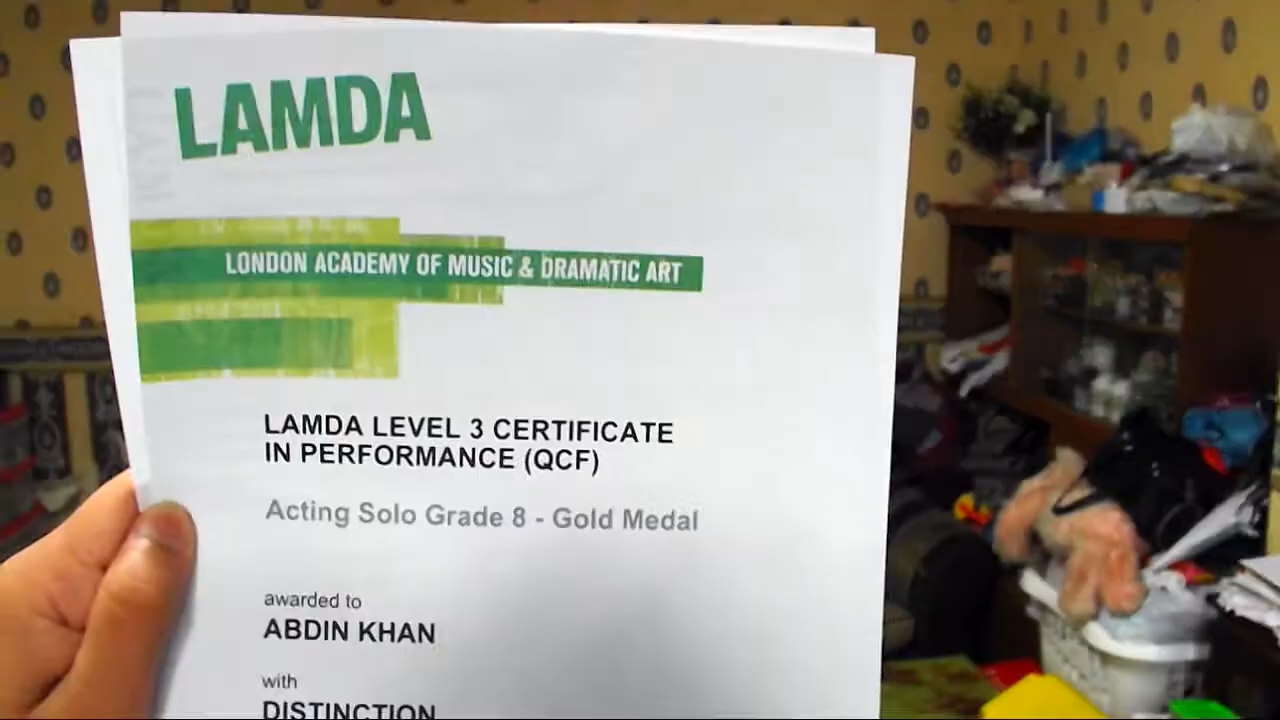 LAMDA
LONDON ACADEMY OF MUSIC & DRAMATIC ART
LAMDA LEVEL 3 CERTIFICATE
IN PERFORMANCE (QCF)
Acting Solo Grade 8 - Gold Medal
awarded to
ABDIN KHAN
with
DISTINCTION